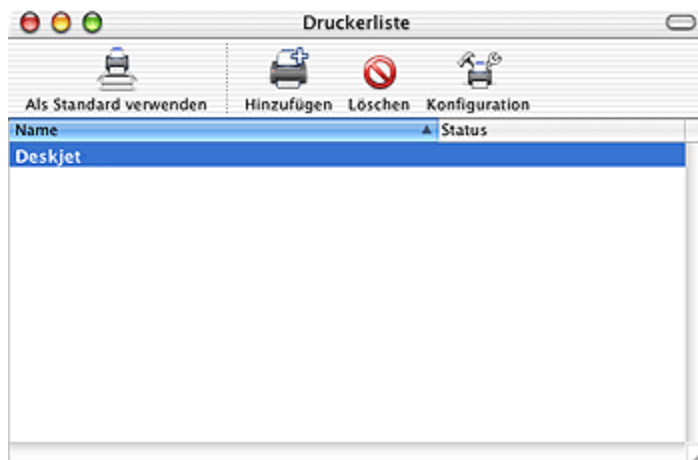 Druckerliste
Als Standard verwenden Hinzufügen Löschen Konfiguration
Name Status
Deskjet